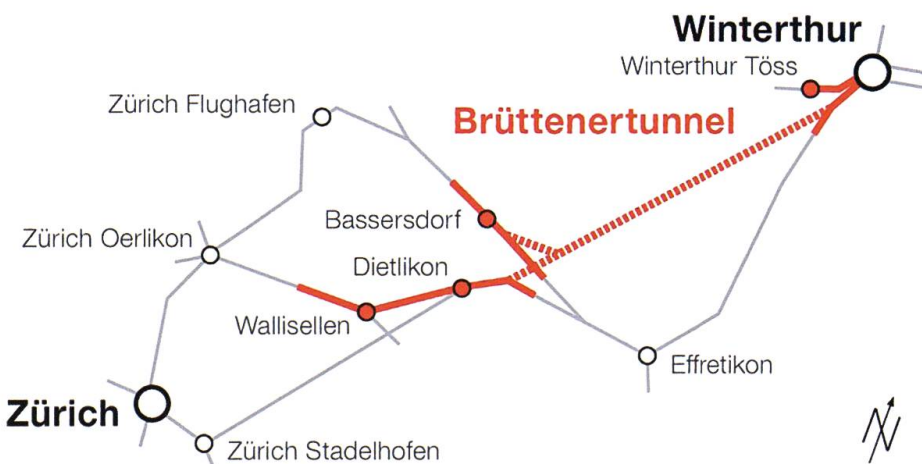 Winterthur
Winterthur Töss
Zürich Flughafen
Brüttenertunnel
Bassersdorf
Zürich Oerlikon
Dietlikon
Wallisellen
Effretikon
Zürich
Zürich Stadelhofen
N